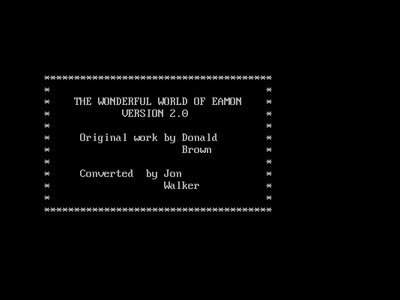 **************************************
*                                    *
*    THE WONDERFUL WORLD OF EAMON    *
*            VERSION 2.0             *
*                                    *
*     Original work by Donald        *
*                      Brown         *
*                                    *
*     Converted  by Jon              *
*                   Walker           *
*                                    *
**************************************